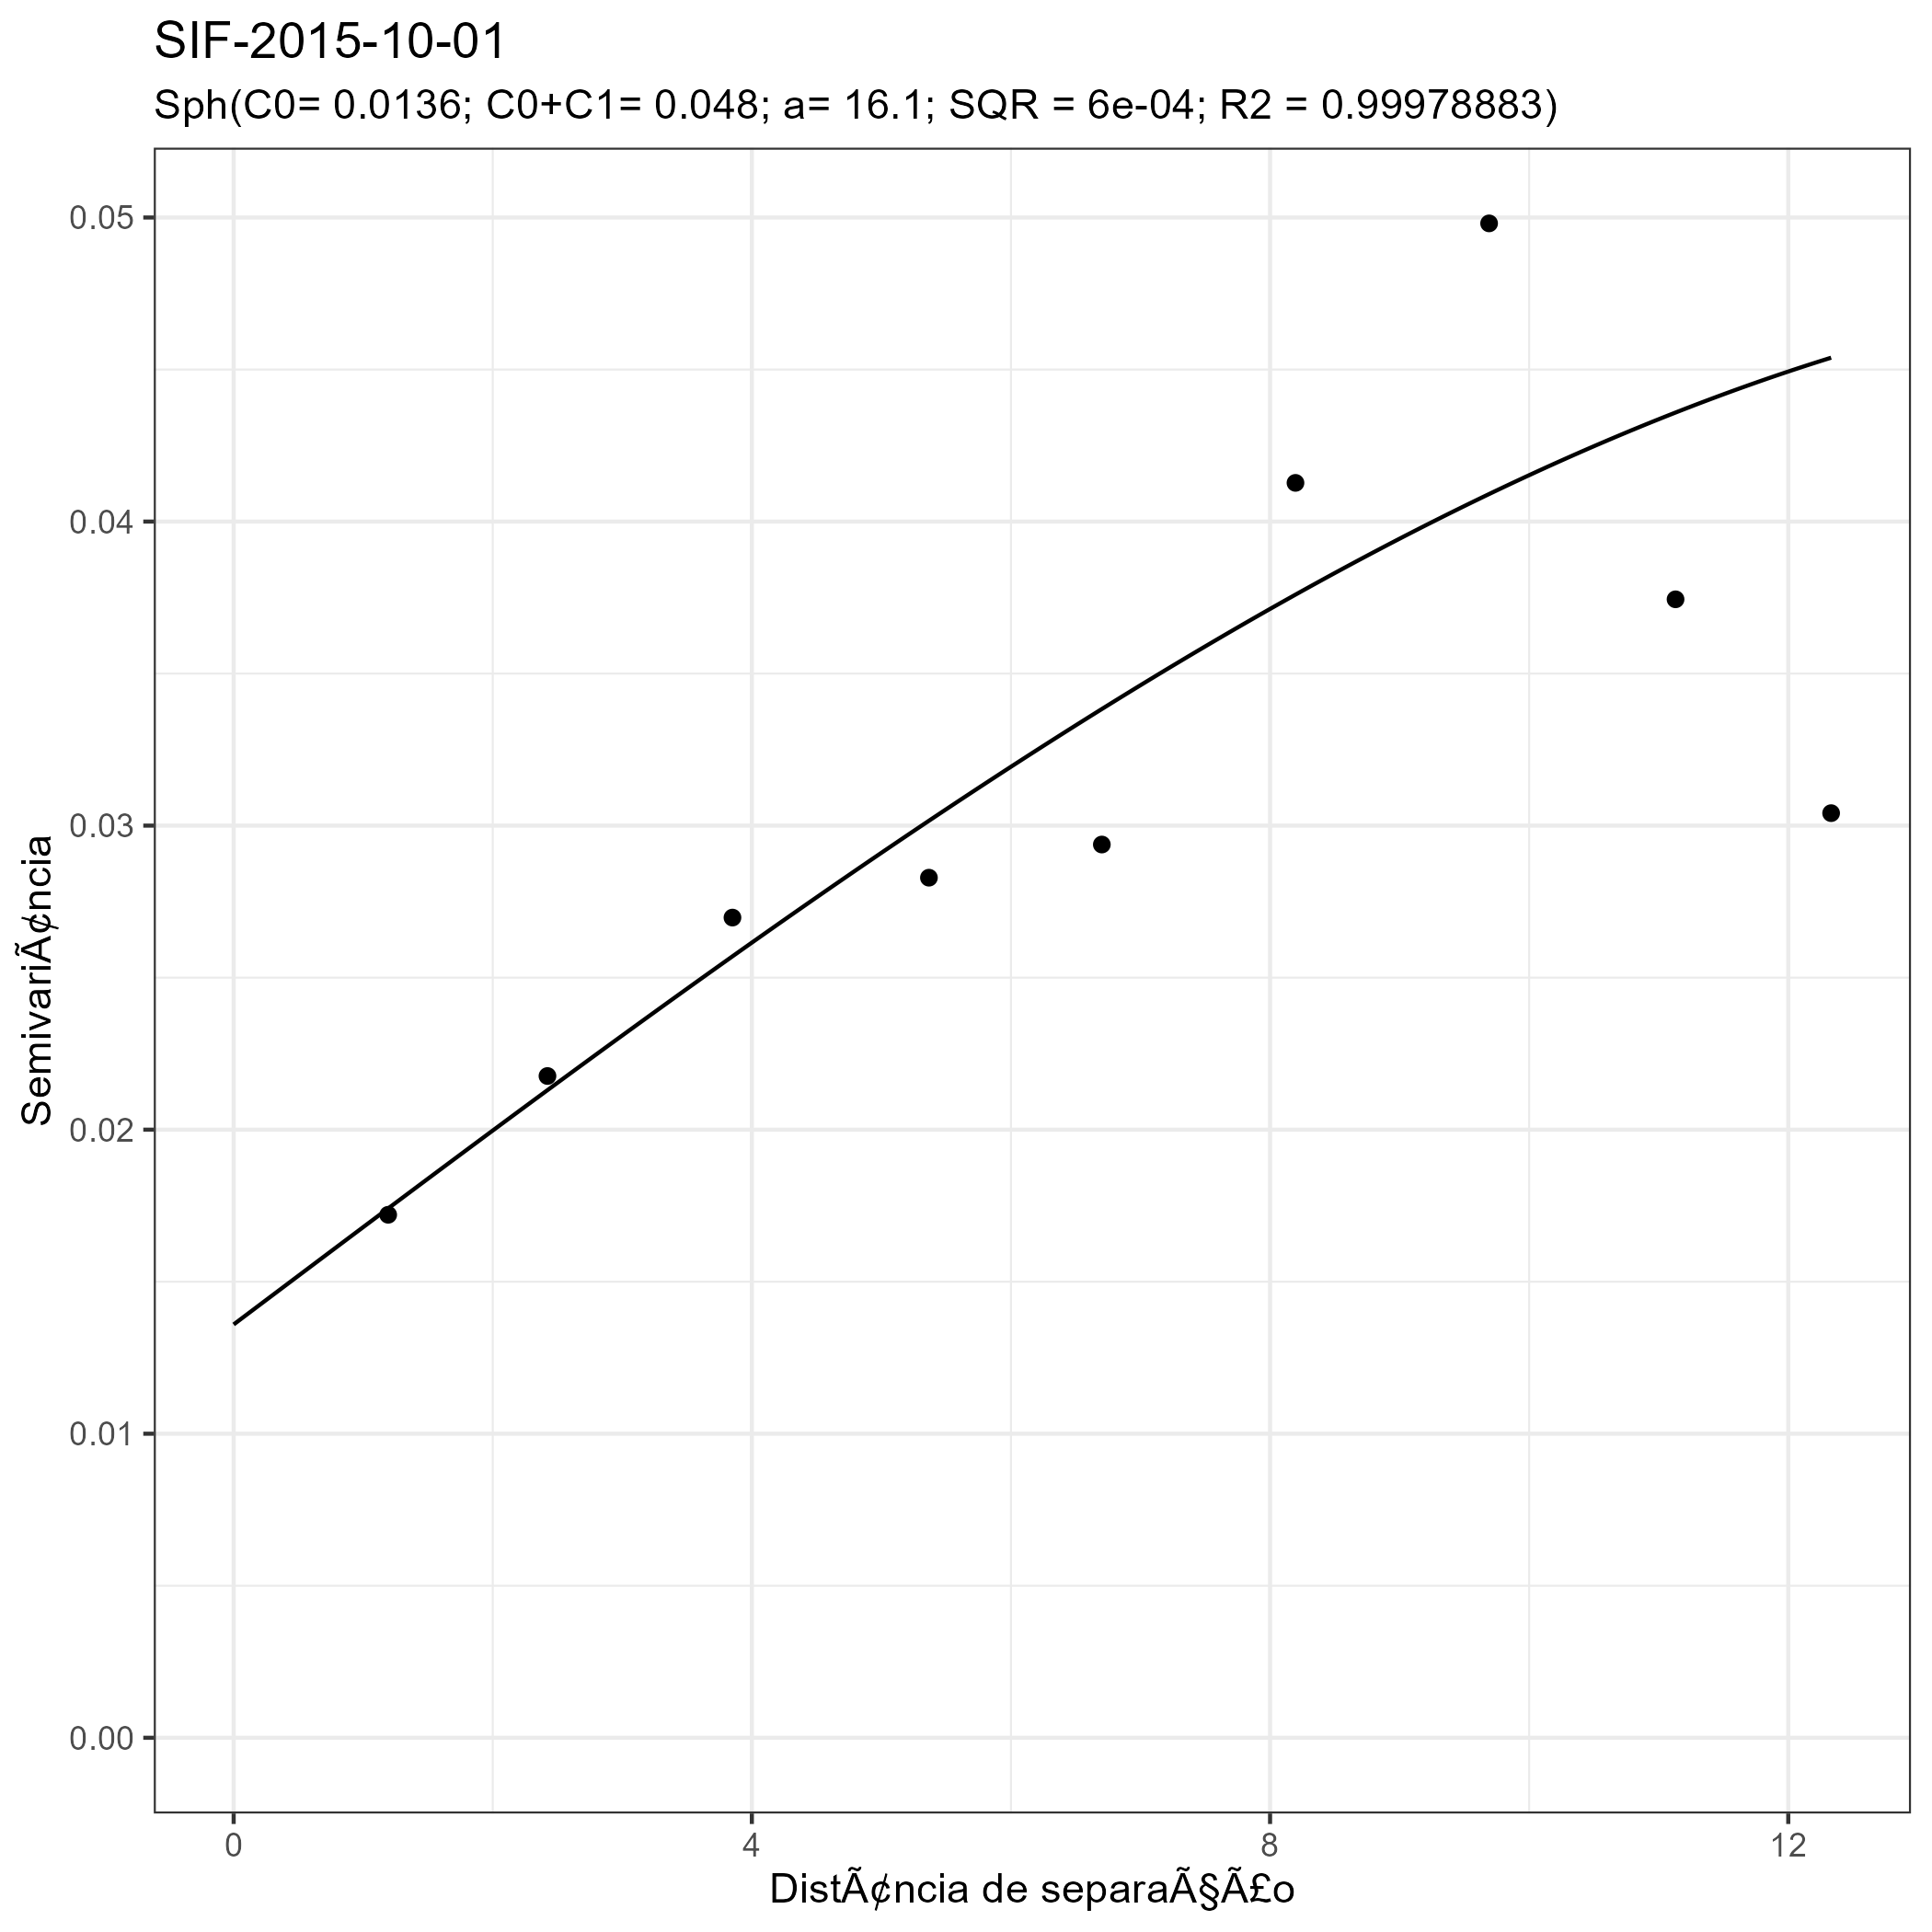 SIF-2015-10-01
Sph(C0= 0.0136; C0+C1= 0.048; a= 16.1; SQR = 6e-04; R2 = 0.99978883)
SemivariÃ¢ncia
0.05
0.04
0.03
0.02
0.01
0.00
0 4 8 12
DistÃ¢ncia de separaÃ§Ã£o